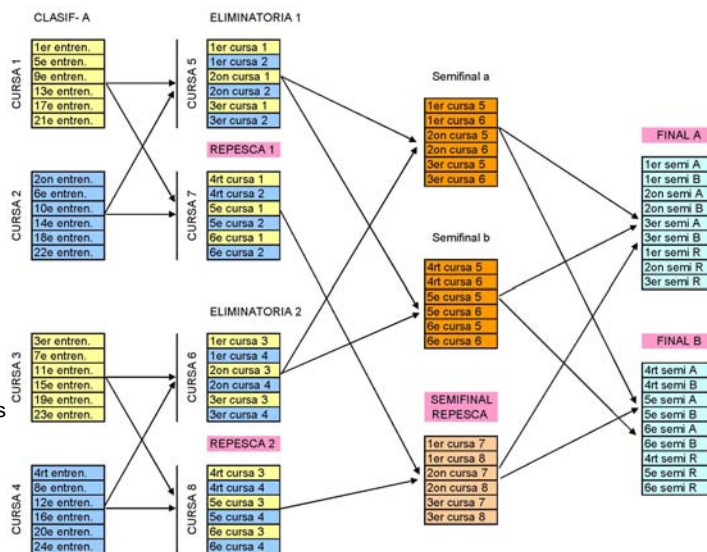 CLASIF- A
CURSA 1
1er entren.
5e entren.
9e entren.
13e entren.
17e entren.
21e entren.
CURSA 2
2on entren.
6e entren.
10e entren.
14e entren.
18e entren.
22e entren.
CURSA 3
3er entren.
7e entren.
11e entren.
15e entren.
19e entren.
23e entren.
s
CURSA 4
4rt entren.
8e entren.
12e entren.
16e entren.
20e entren.
24e entren.
ELIMINATORIA 1
CURSA 5
1er cursa 1
1er cursa 2
2on cursa 1
2on cursa 2
3er cursa 1
3er cursa 2
REPESCA 1
CURSA 7
4rt cursa 1
4rt cursa 2
5e cursa 1
5e cursa 2
6e cursa 1
6e cursa 2
ELIMINATORIA 2
CURSA 6
1er cursa 3
1er cursa 4
2on cursa 3
2on cursa 4
3er cursa 3
3er cursa 4
REPESCA 2
CURSA 8
4rt cursa 3
4rt cursa 4
5e cursa 3
5e cursa 4
6e cursa 3
6e cursa 4
Semifinal a
1er cursa 5
1er cursa 6
2on cursa 5
2on cursa 6
3er cursa 5
3er cursa 6
Semifinal b
4rt cursa 5
4rt cursa 6
5e cursa 5
5e cursa 6
6e cursa 5
6e cursa 6
SEMIFINAL
REPESCA
1er cursa 7
1er cursa 8
2on cursa 7
2on cursa 8
3er cursa 7
3er cursa 8
FINAL A
1er semi A
1er semi B
2on semi A
2on semi B
3er semi A
3er semi B
1er semi R
2on semi R
3er semi R
FINAL B
4rt semi A
4rt semi B
5e semi A
5e semi B
6e semi A
6e semi B
4rt semi R
5e semi R
6e semi R